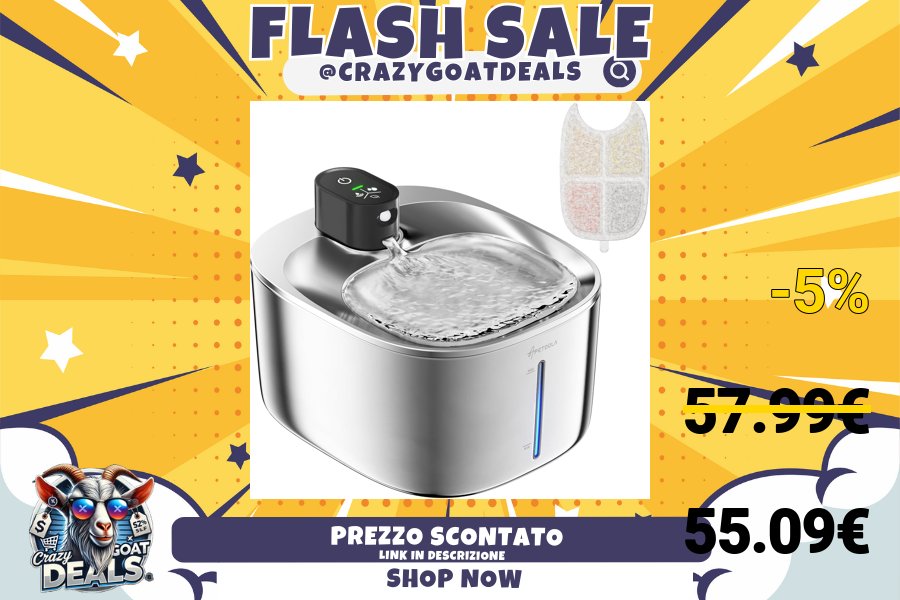 FLASH SALE
@CRAZYGOATDEALS
-5%
57.99€
55.09€
PREZZO SCONTATO
LINK IN DESCRIZIONE
SHOP NOW
Crazy
GOAT
DEALS
$